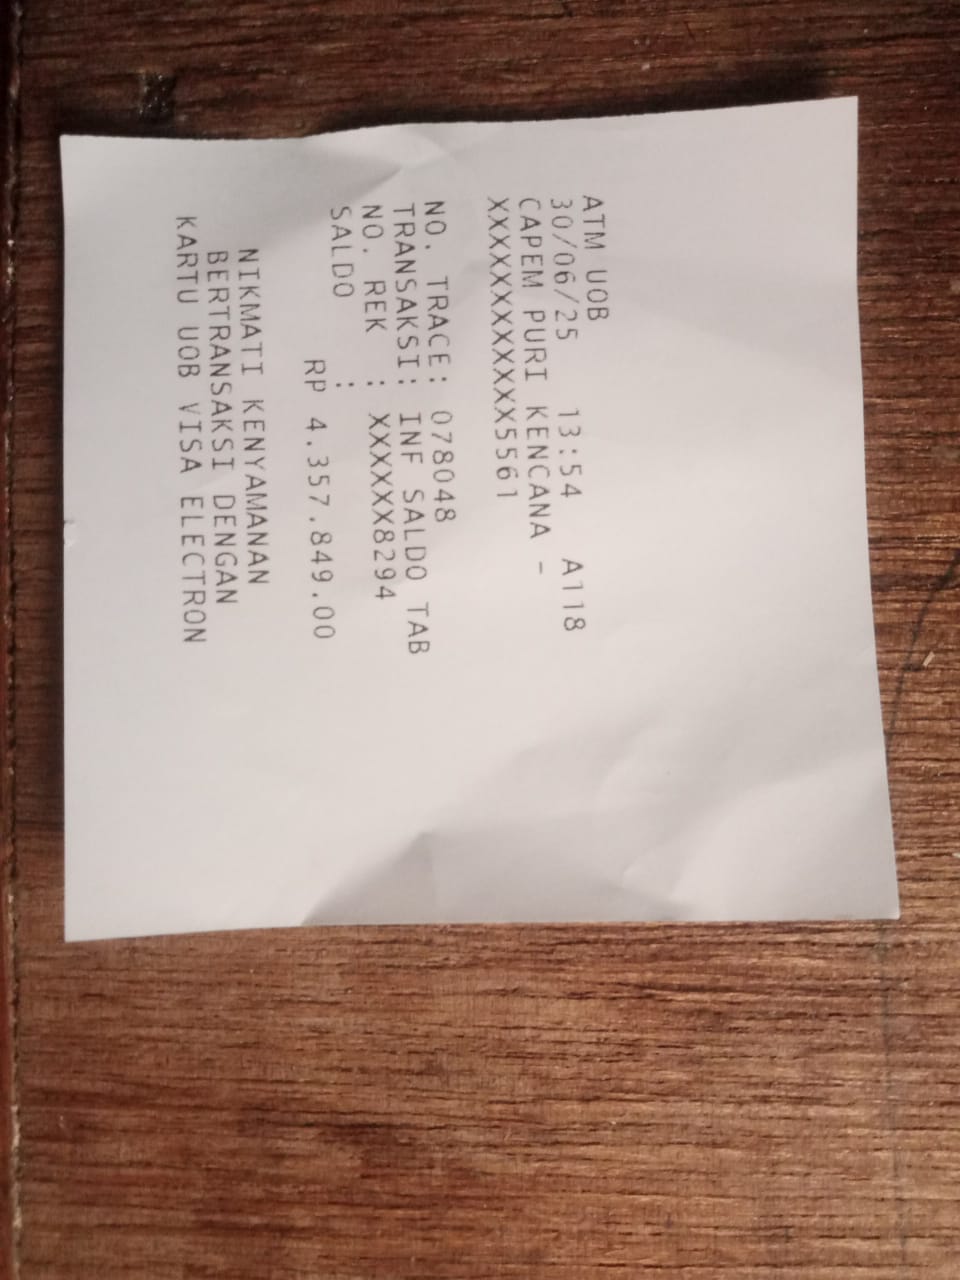 ATM UOB
30/06/25 13:54 A118
CAPEM PURI KENCANA -
XXXXXXXXXXXX5561
NO. TRACE: 078048
TRANSAKSI: INF SALDO TAB
NO. REK : XXXXXX8294
SALDO :
RP 4.357.849.00
NIKMATI KENYAMANAN
BERTRANSAKSI DENGAN
KARTU UOB VISA ELECTRON